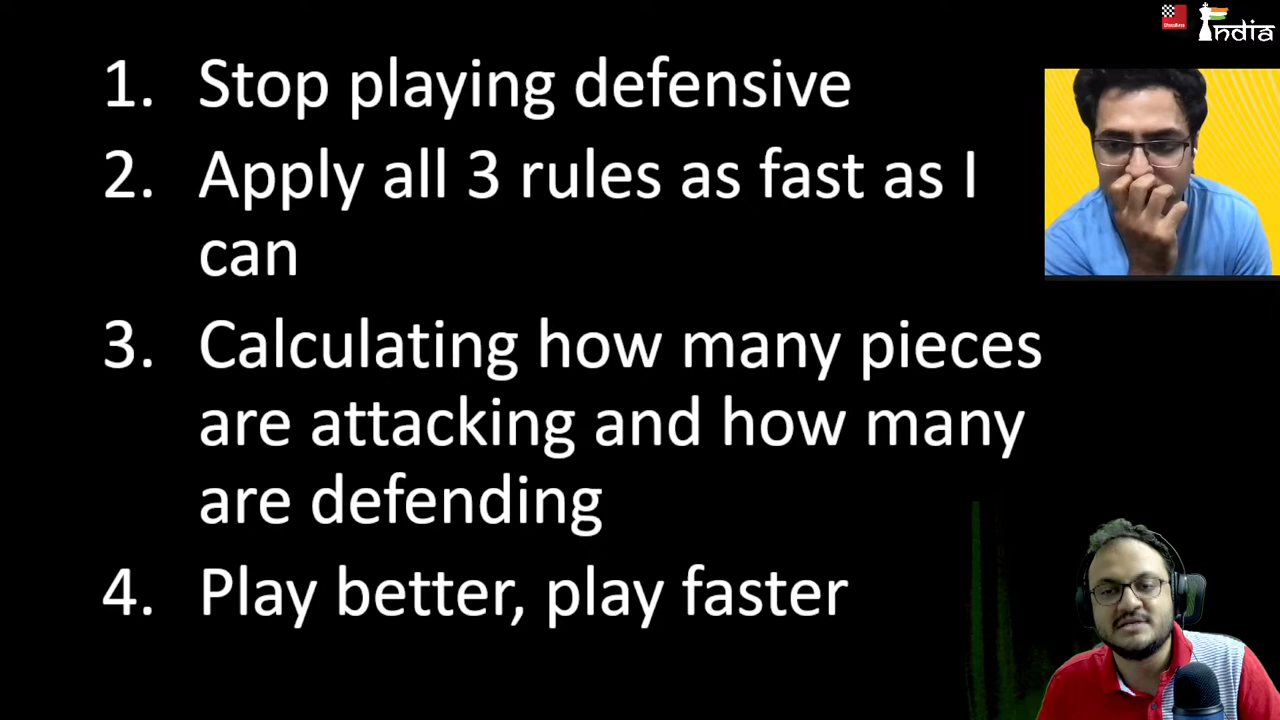 1. Stop playing defensive
2. Apply all 3 rules as fast as I
can
3. Calculating how many pieces
are attacking and how many
are defending
4. Play better, play faster
India